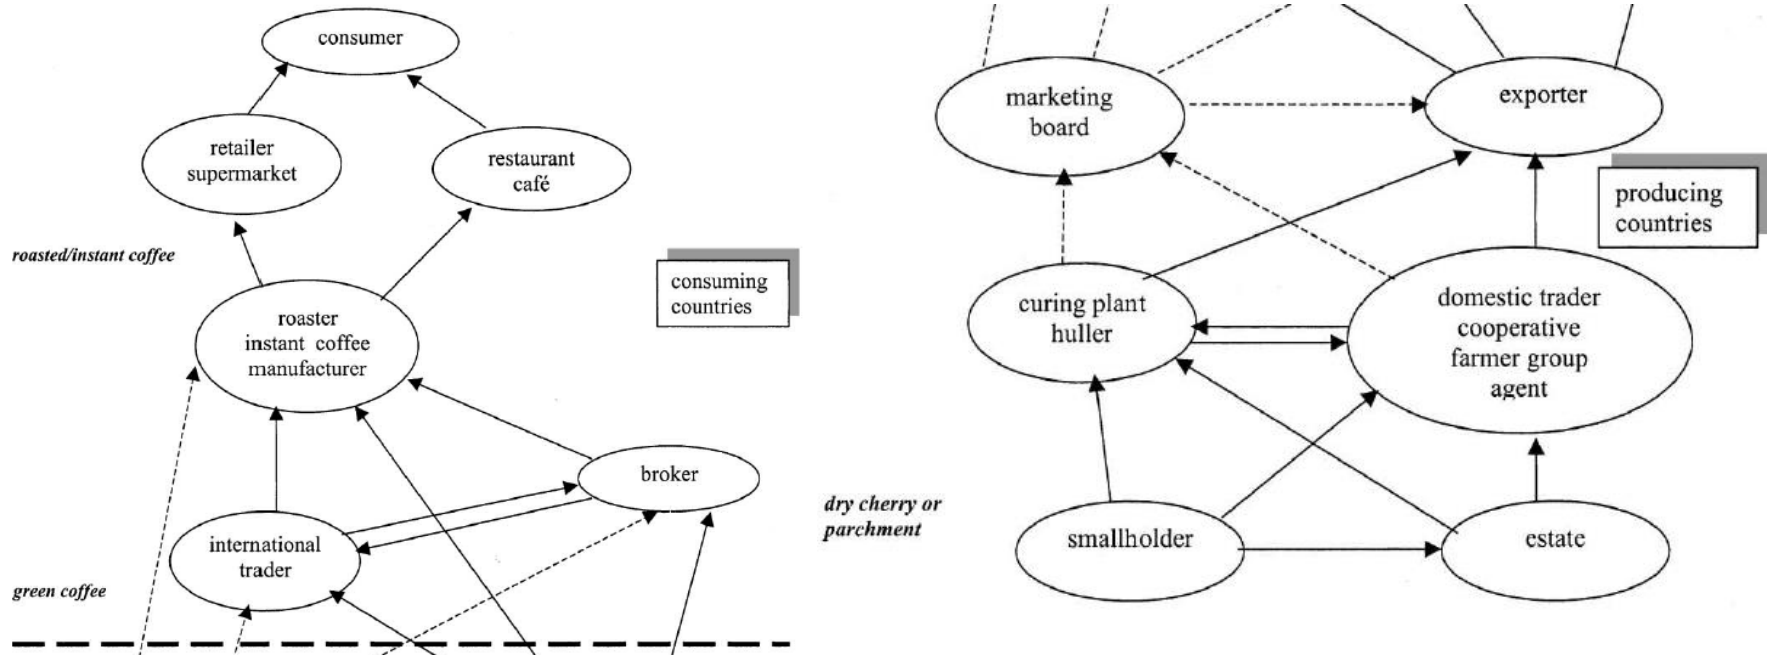 consumer
retailer
supermarket
restaurant
café
roasted/instant coffee
consuming
countries
roaster
instant coffee
manufacturer
broker
international
trader
green coffee
marketing
board
exporter
producing
countries
curing plant
huller
domestic trader
cooperative
farmer group
agent
dry cherry or
parchment
smallholder
estate